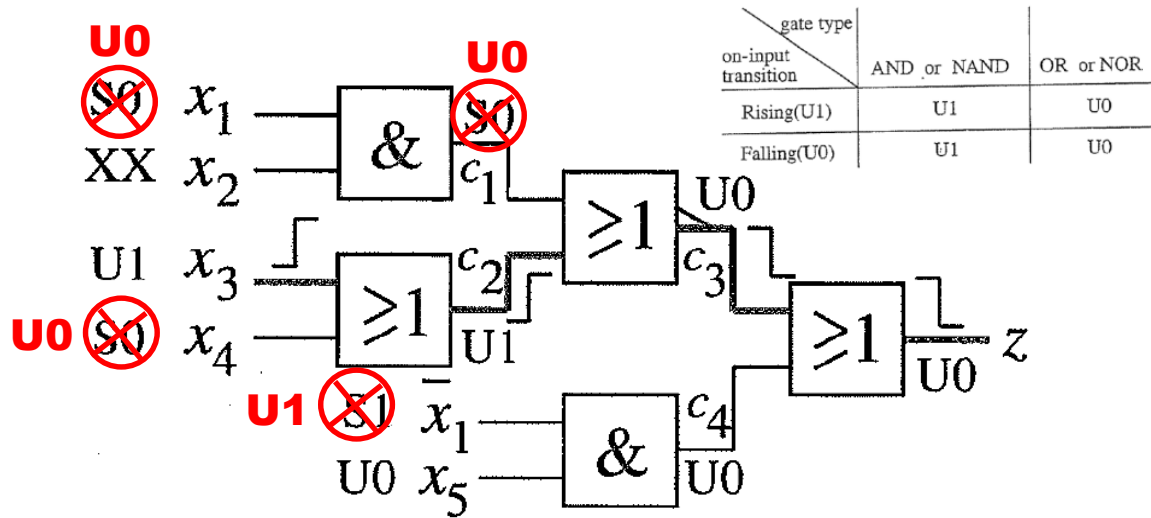 U0
S0 x1
XX x2
&
U0
S0
c1
U1 x3
U0 S0 x4
≥1
c2
U1
≥1
U0
c3
≥1
U0
z
U1 S1 x̄1
U0 x5
&
c4
U0
gate type
on-input
transition
AND or NAND
OR or NOR
Rising(U1) U1 U0
Falling(U0) U1 U0